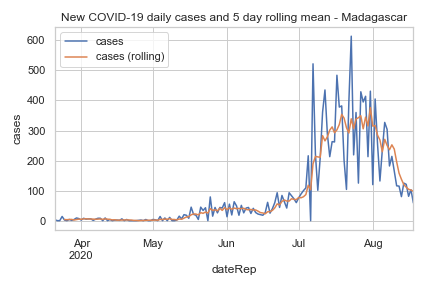 New COVID-19 daily cases and 5 day rolling mean - Madagascar
cases
cases (rolling)
600
500
400
300
200
100
0
cases
Apr
2020
May
Jun
Jul
Aug
dateRep